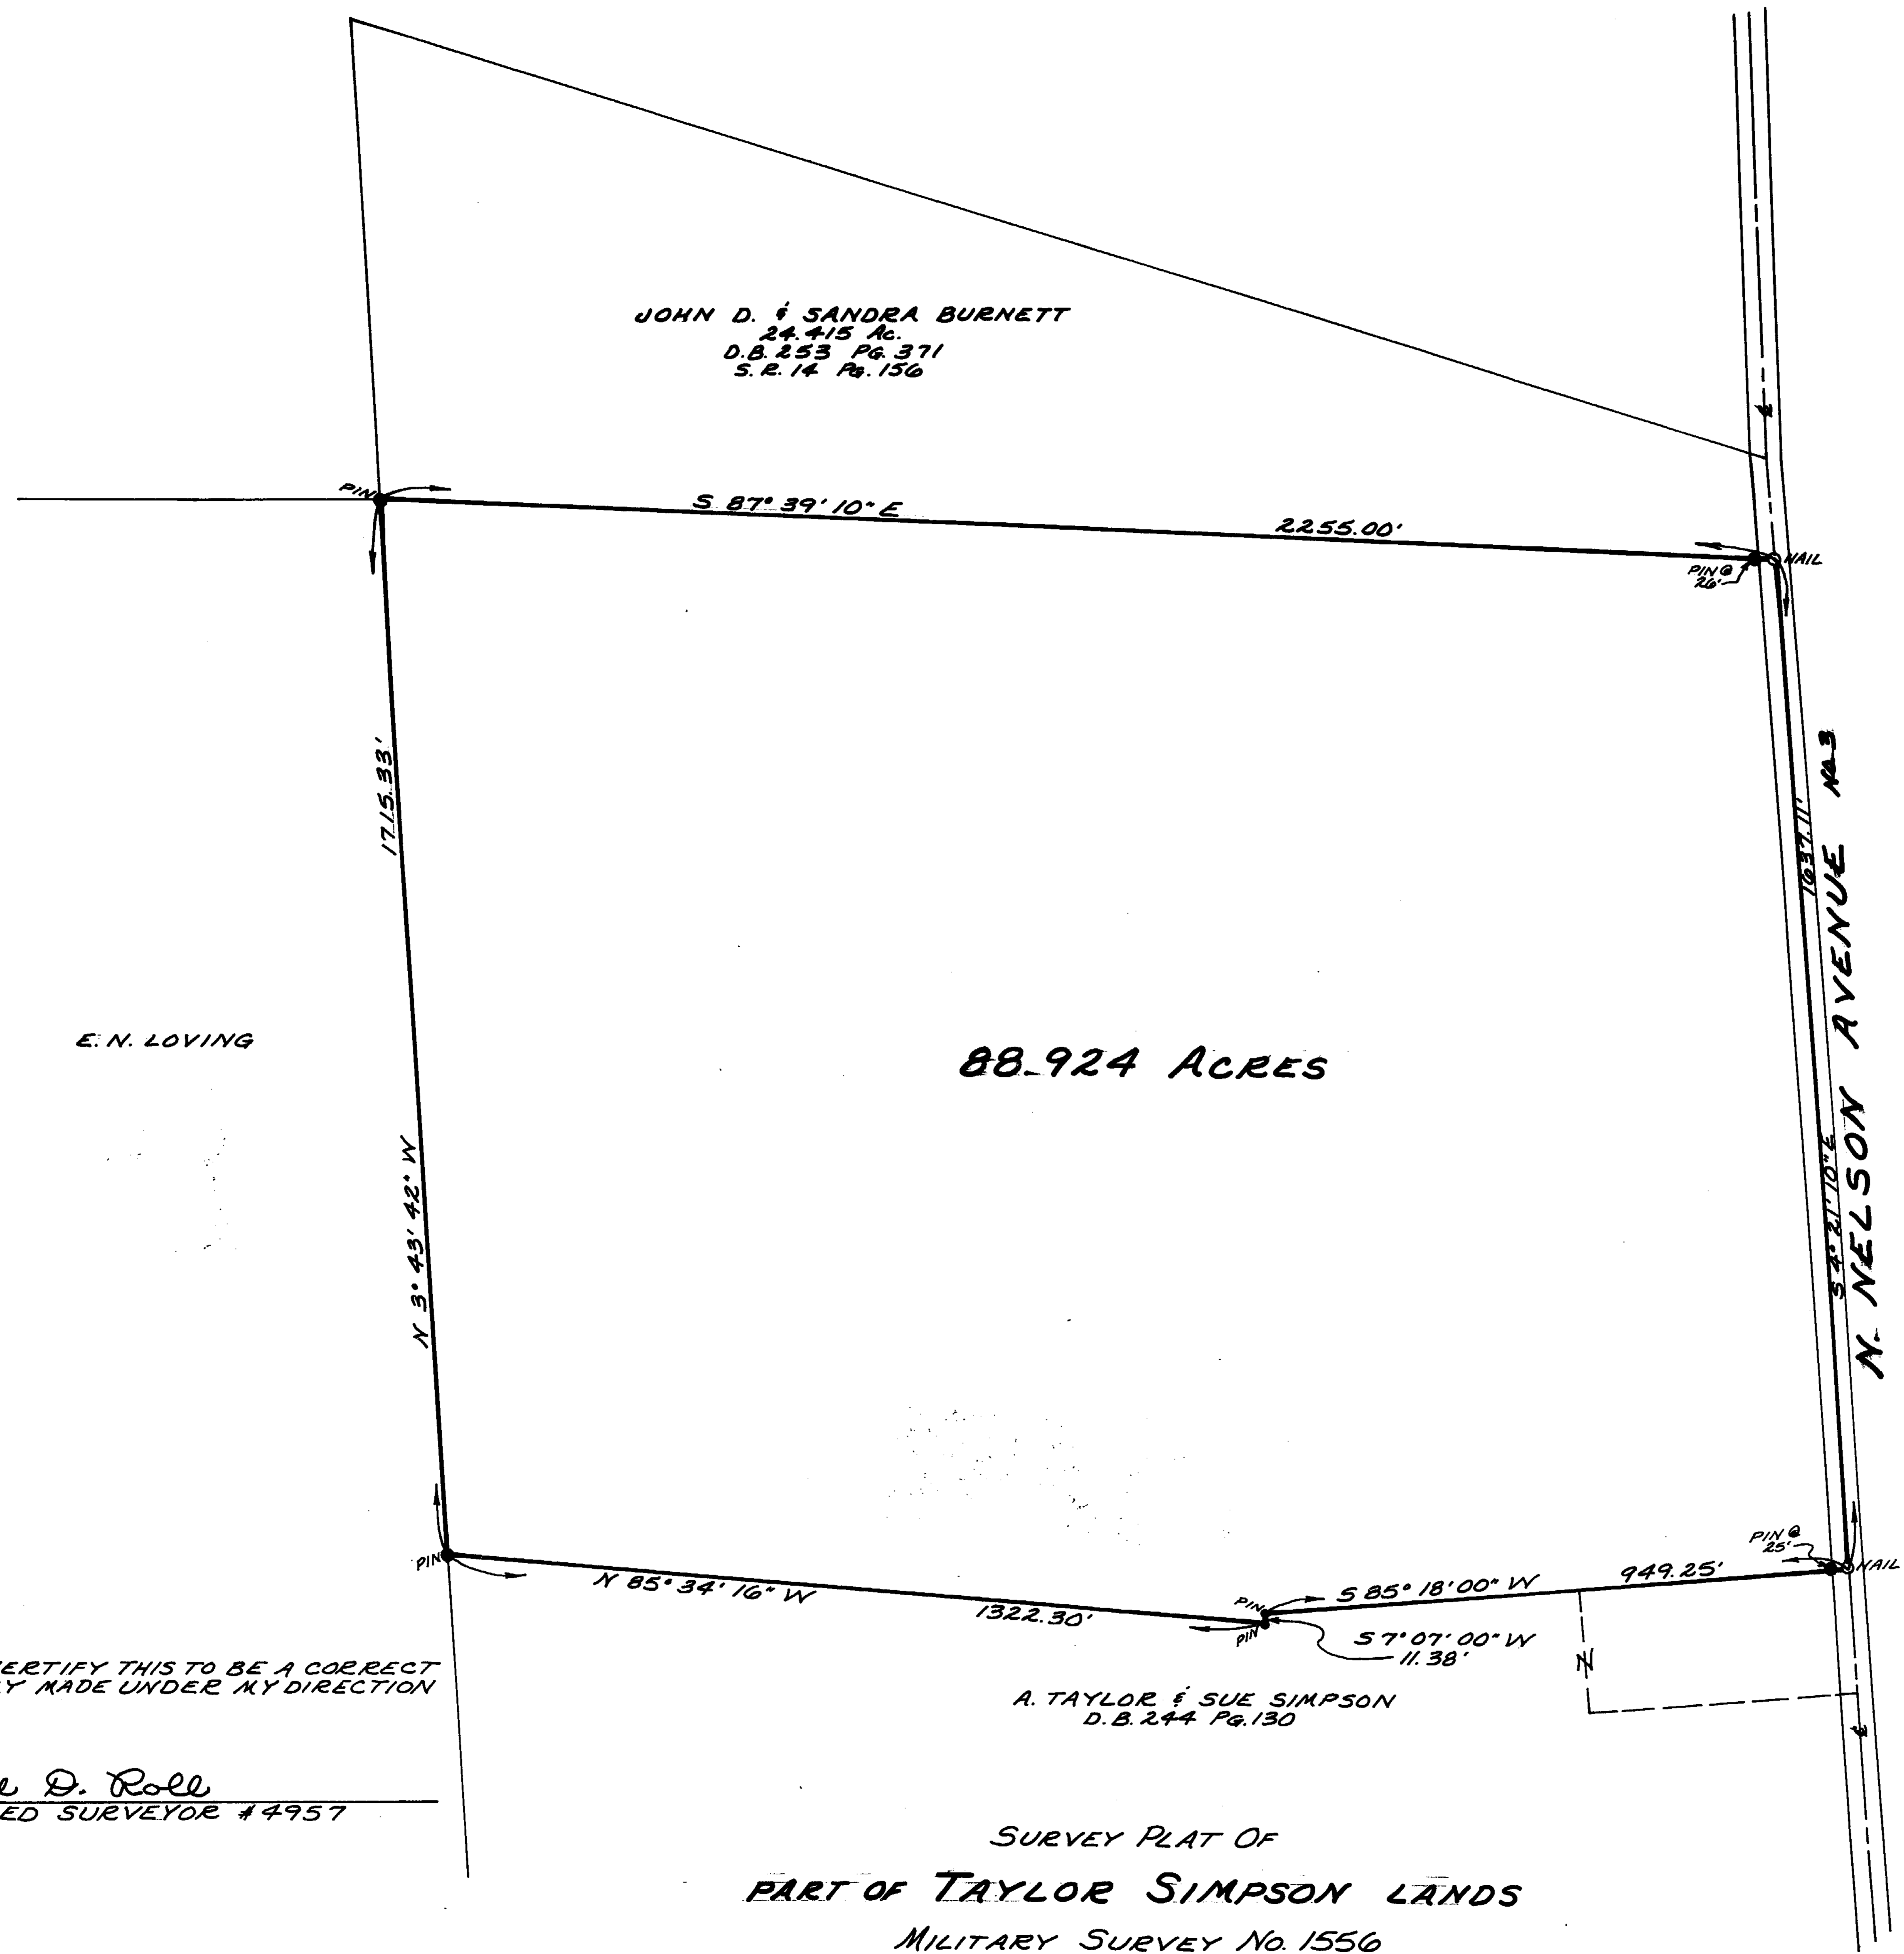 JOHN D. & SANDRA BURNETT
24.415 Ac.
D.B. 253 PG. 371
S.R. 14 PG. 156
PIN
S 87° 39' 10" E
2255.00'
NAIL
PIN @
26'
1715.33'
N 3° 43' 42" W
1637.11'
S 4° 21' 10" E
N. NELSON AVENUE
E. N. LOVING
88.924 ACRES
PIN
N 85° 34' 16" W
1322.30'
PIN
PIN
S 85° 18' 00" W
949.25'
PIN @
25'
NAIL
S 7° 07' 00" W
11.38'
A. TAYLOR & SUE SIMPSON
D.B. 244 PG. 130
CERTIFY THIS TO BE A CORRECT
MADE UNDER MY DIRECTION
D. Roll
ED SURVEYOR #4957
SURVEY PLAT OF
PART OF TAYLOR SIMPSON LANDS
MILITARY SURVEY NO. 1556